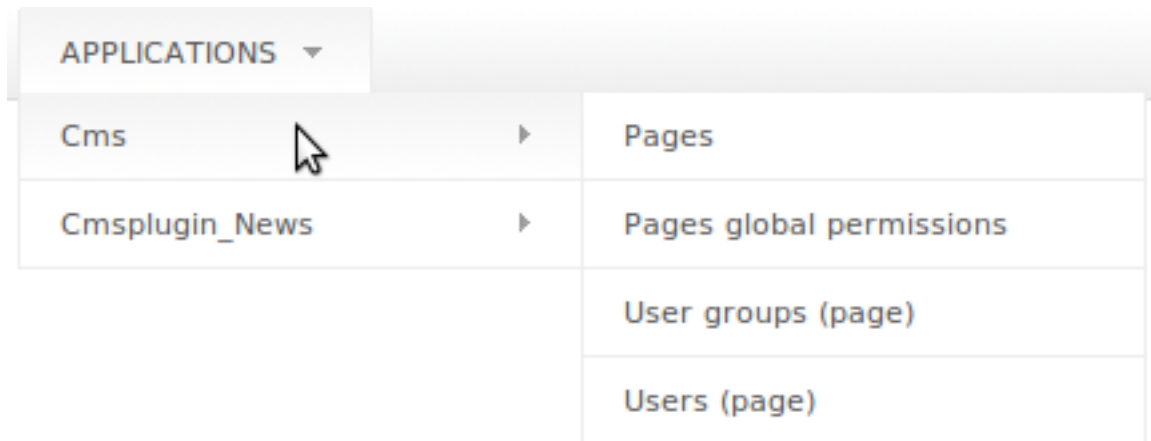 APPLICATIONS
Cms
Pages
Cmsplugin_News
Pages global permissions
User groups (page)
Users (page)